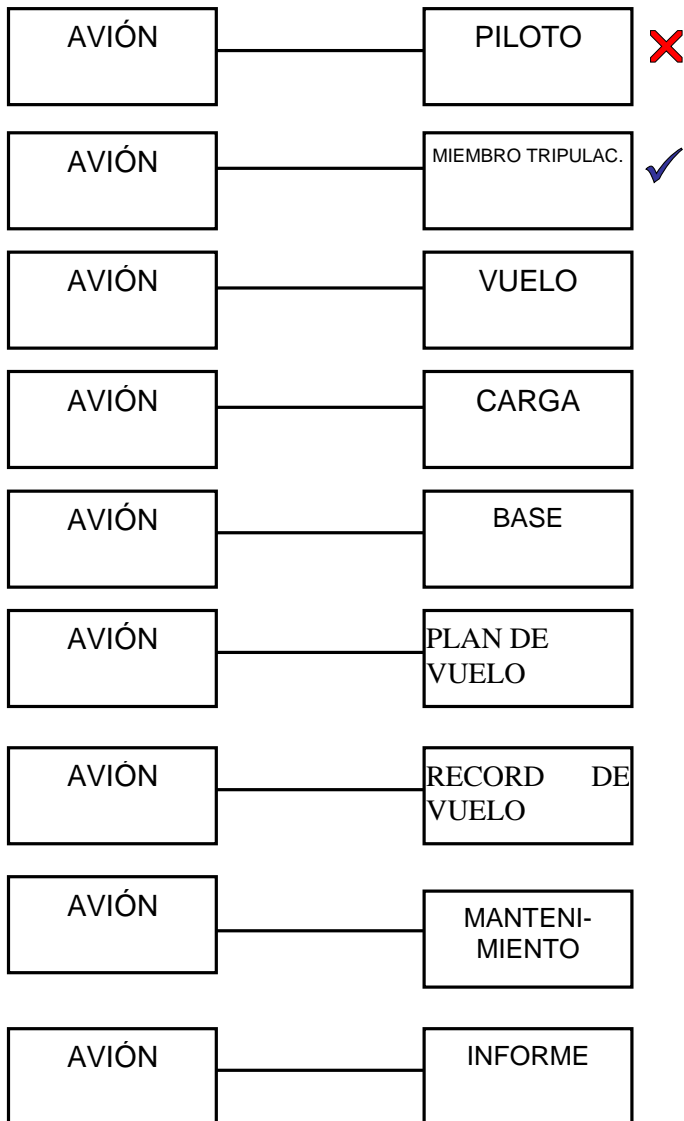 AVIÓN PILOTO
AVIÓN MIEMBRO TRIPULAC.
AVIÓN VUELO
AVIÓN CARGA
AVIÓN BASE
AVIÓN PLAN DE
VUELO
AVIÓN RECORD DE
VUELO
AVIÓN MANTENI-
MIENTO
AVIÓN INFORME